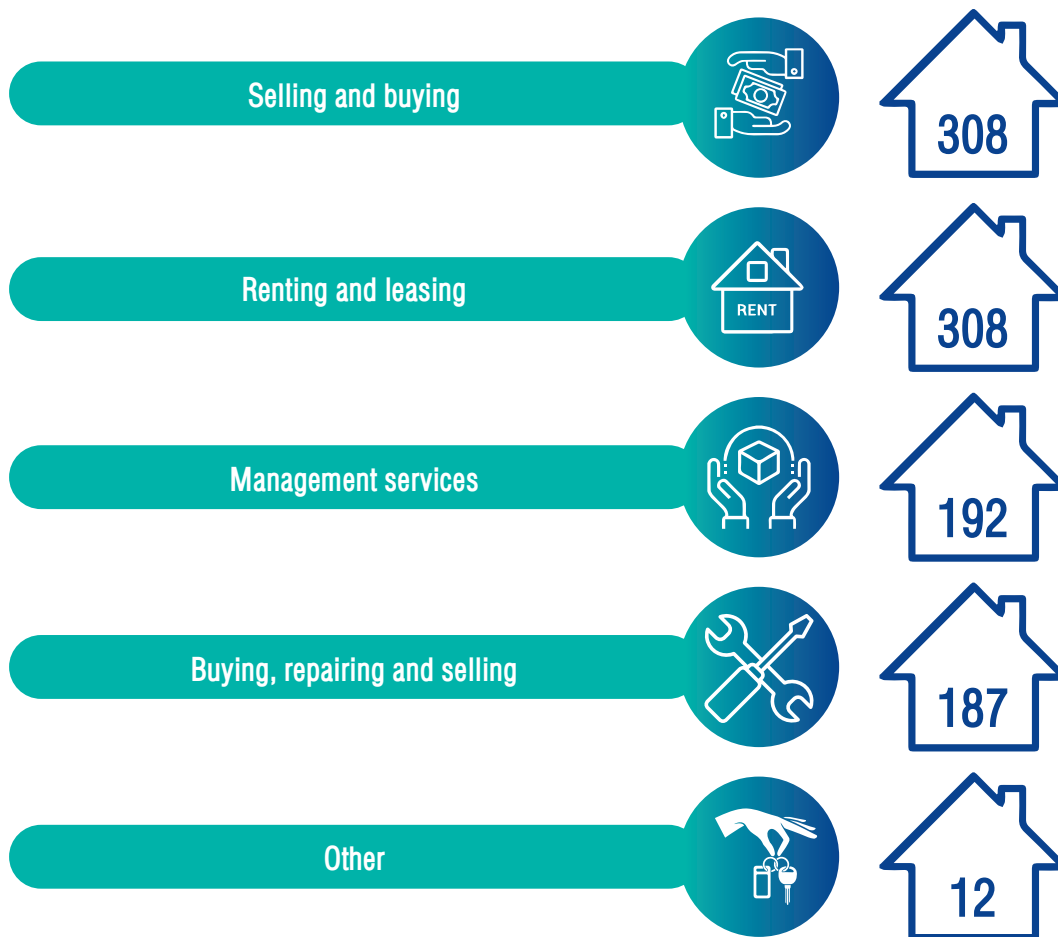 Selling and buying
308
Renting and leasing
RENT
308
Management services
192
Buying, repairing and selling
187
Other
12